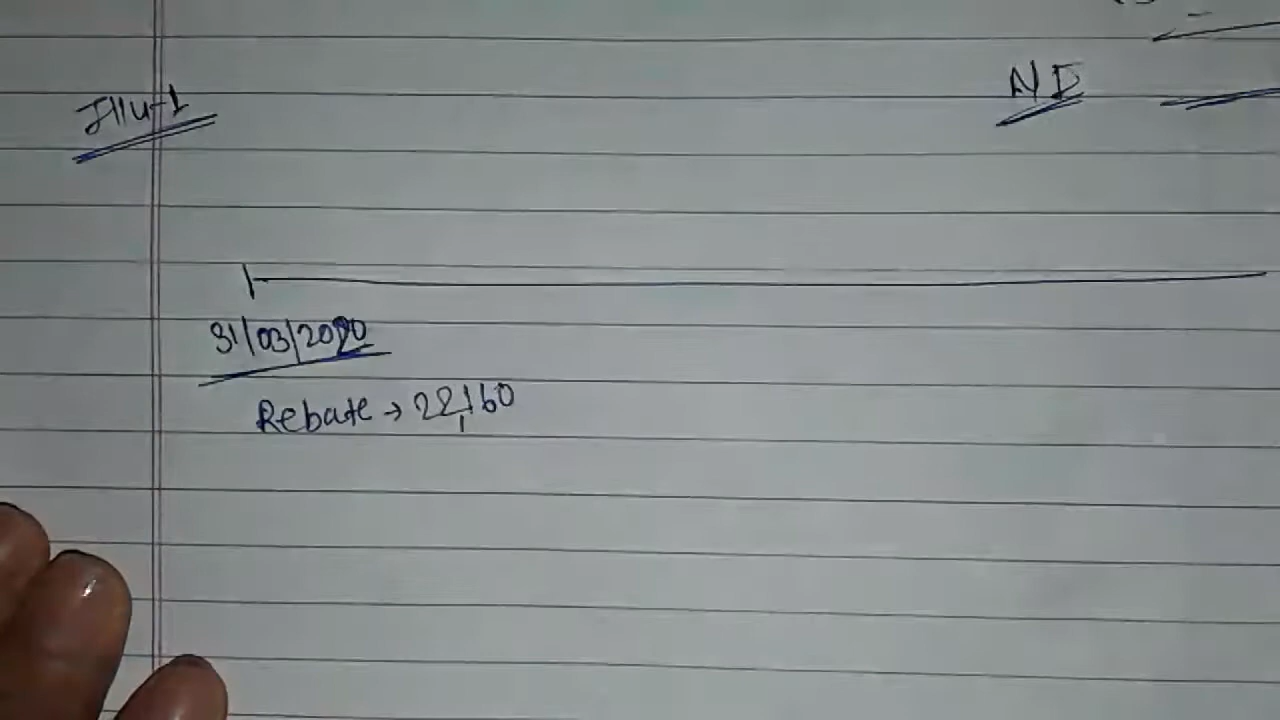 Illu-1
NI
31/03/2020
Rebate → 22,160